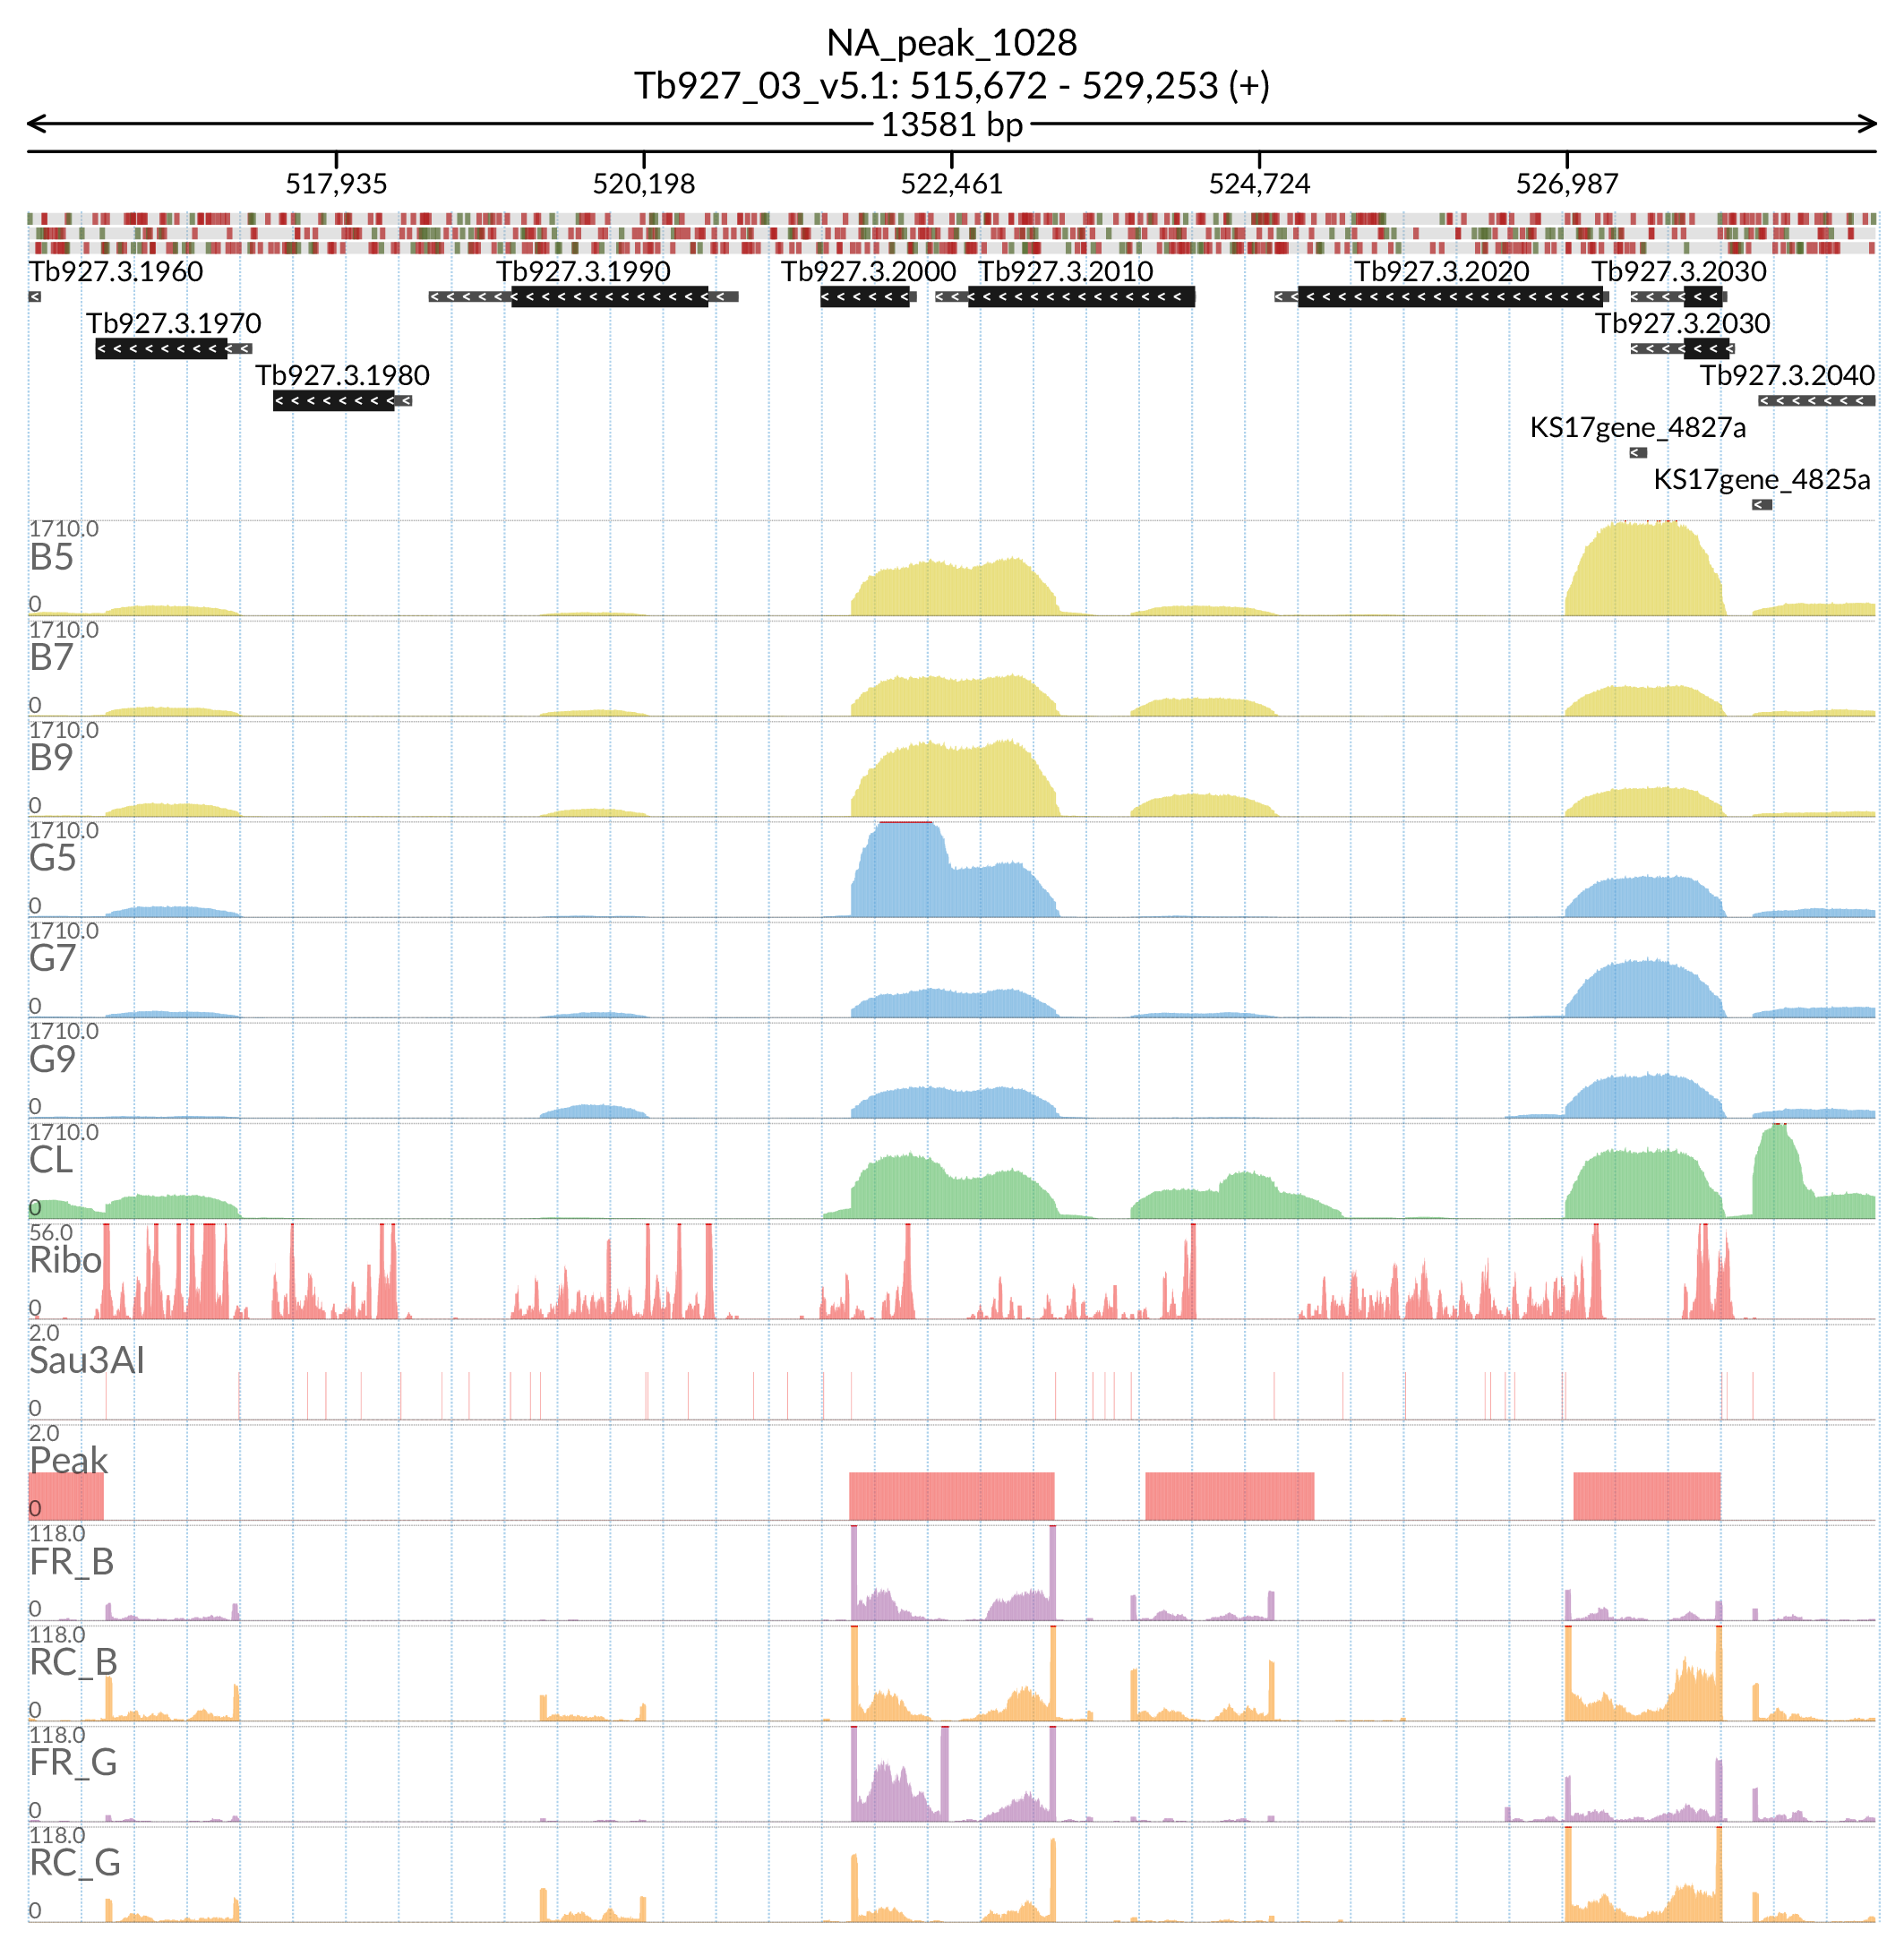 NA_peak_1028
Tb927_03_v5.1: 515,672 - 529,253 (+)
13581 bp
517,935 520,198 522,461 524,724 526,987
Tb927.3.1960 Tb927.3.1990 Tb927.3.2000 Tb927.3.2010 Tb927.3.2020 Tb927.3.2030
Tb927.3.1970 Tb927.3.2030
Tb927.3.1980 Tb927.3.2040
KS17gene_4827a
KS17gene_4825a
1710.0
B5
0
1710.0
B7
0
1710.0
B9
0
1710.0
G5
0
1710.0
G7
0
1710.0
G9
0
1710.0
CL
0
56.0
Ribo
0
2.0
Sau3AI
0
2.0
Peak
0
118.0
FR_B
0
118.0
RC_B
0
118.0
FR_G
0
118.0
RC_G
0